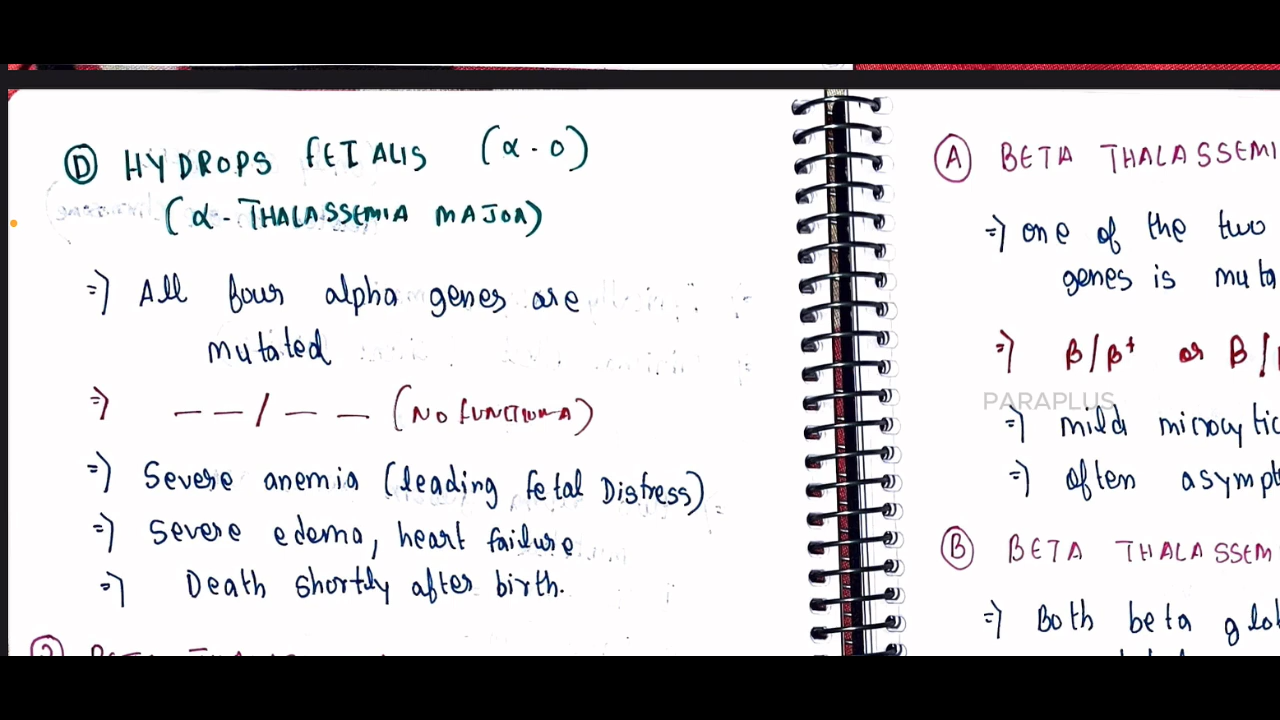 Ⓓ HYDROPS FETALIS (α-0)
(α-THALASSEMIA MAJOR)
=) All four alpha genes are
mutated
=) — — / — — (NO FUNCTIONA)
=) Severe anemia (leading fetal Distress)
=) Severe edema, heart failure
=) Death shortly after birth.
Ⓐ BETA THALASSEMI
=) one of the two
genes is muta
=) β/β⁺ or β/
PARAPLUS
=) mild microcytic
=) often asympt
Ⓑ BETA THALASSEM
=) Both beta glo